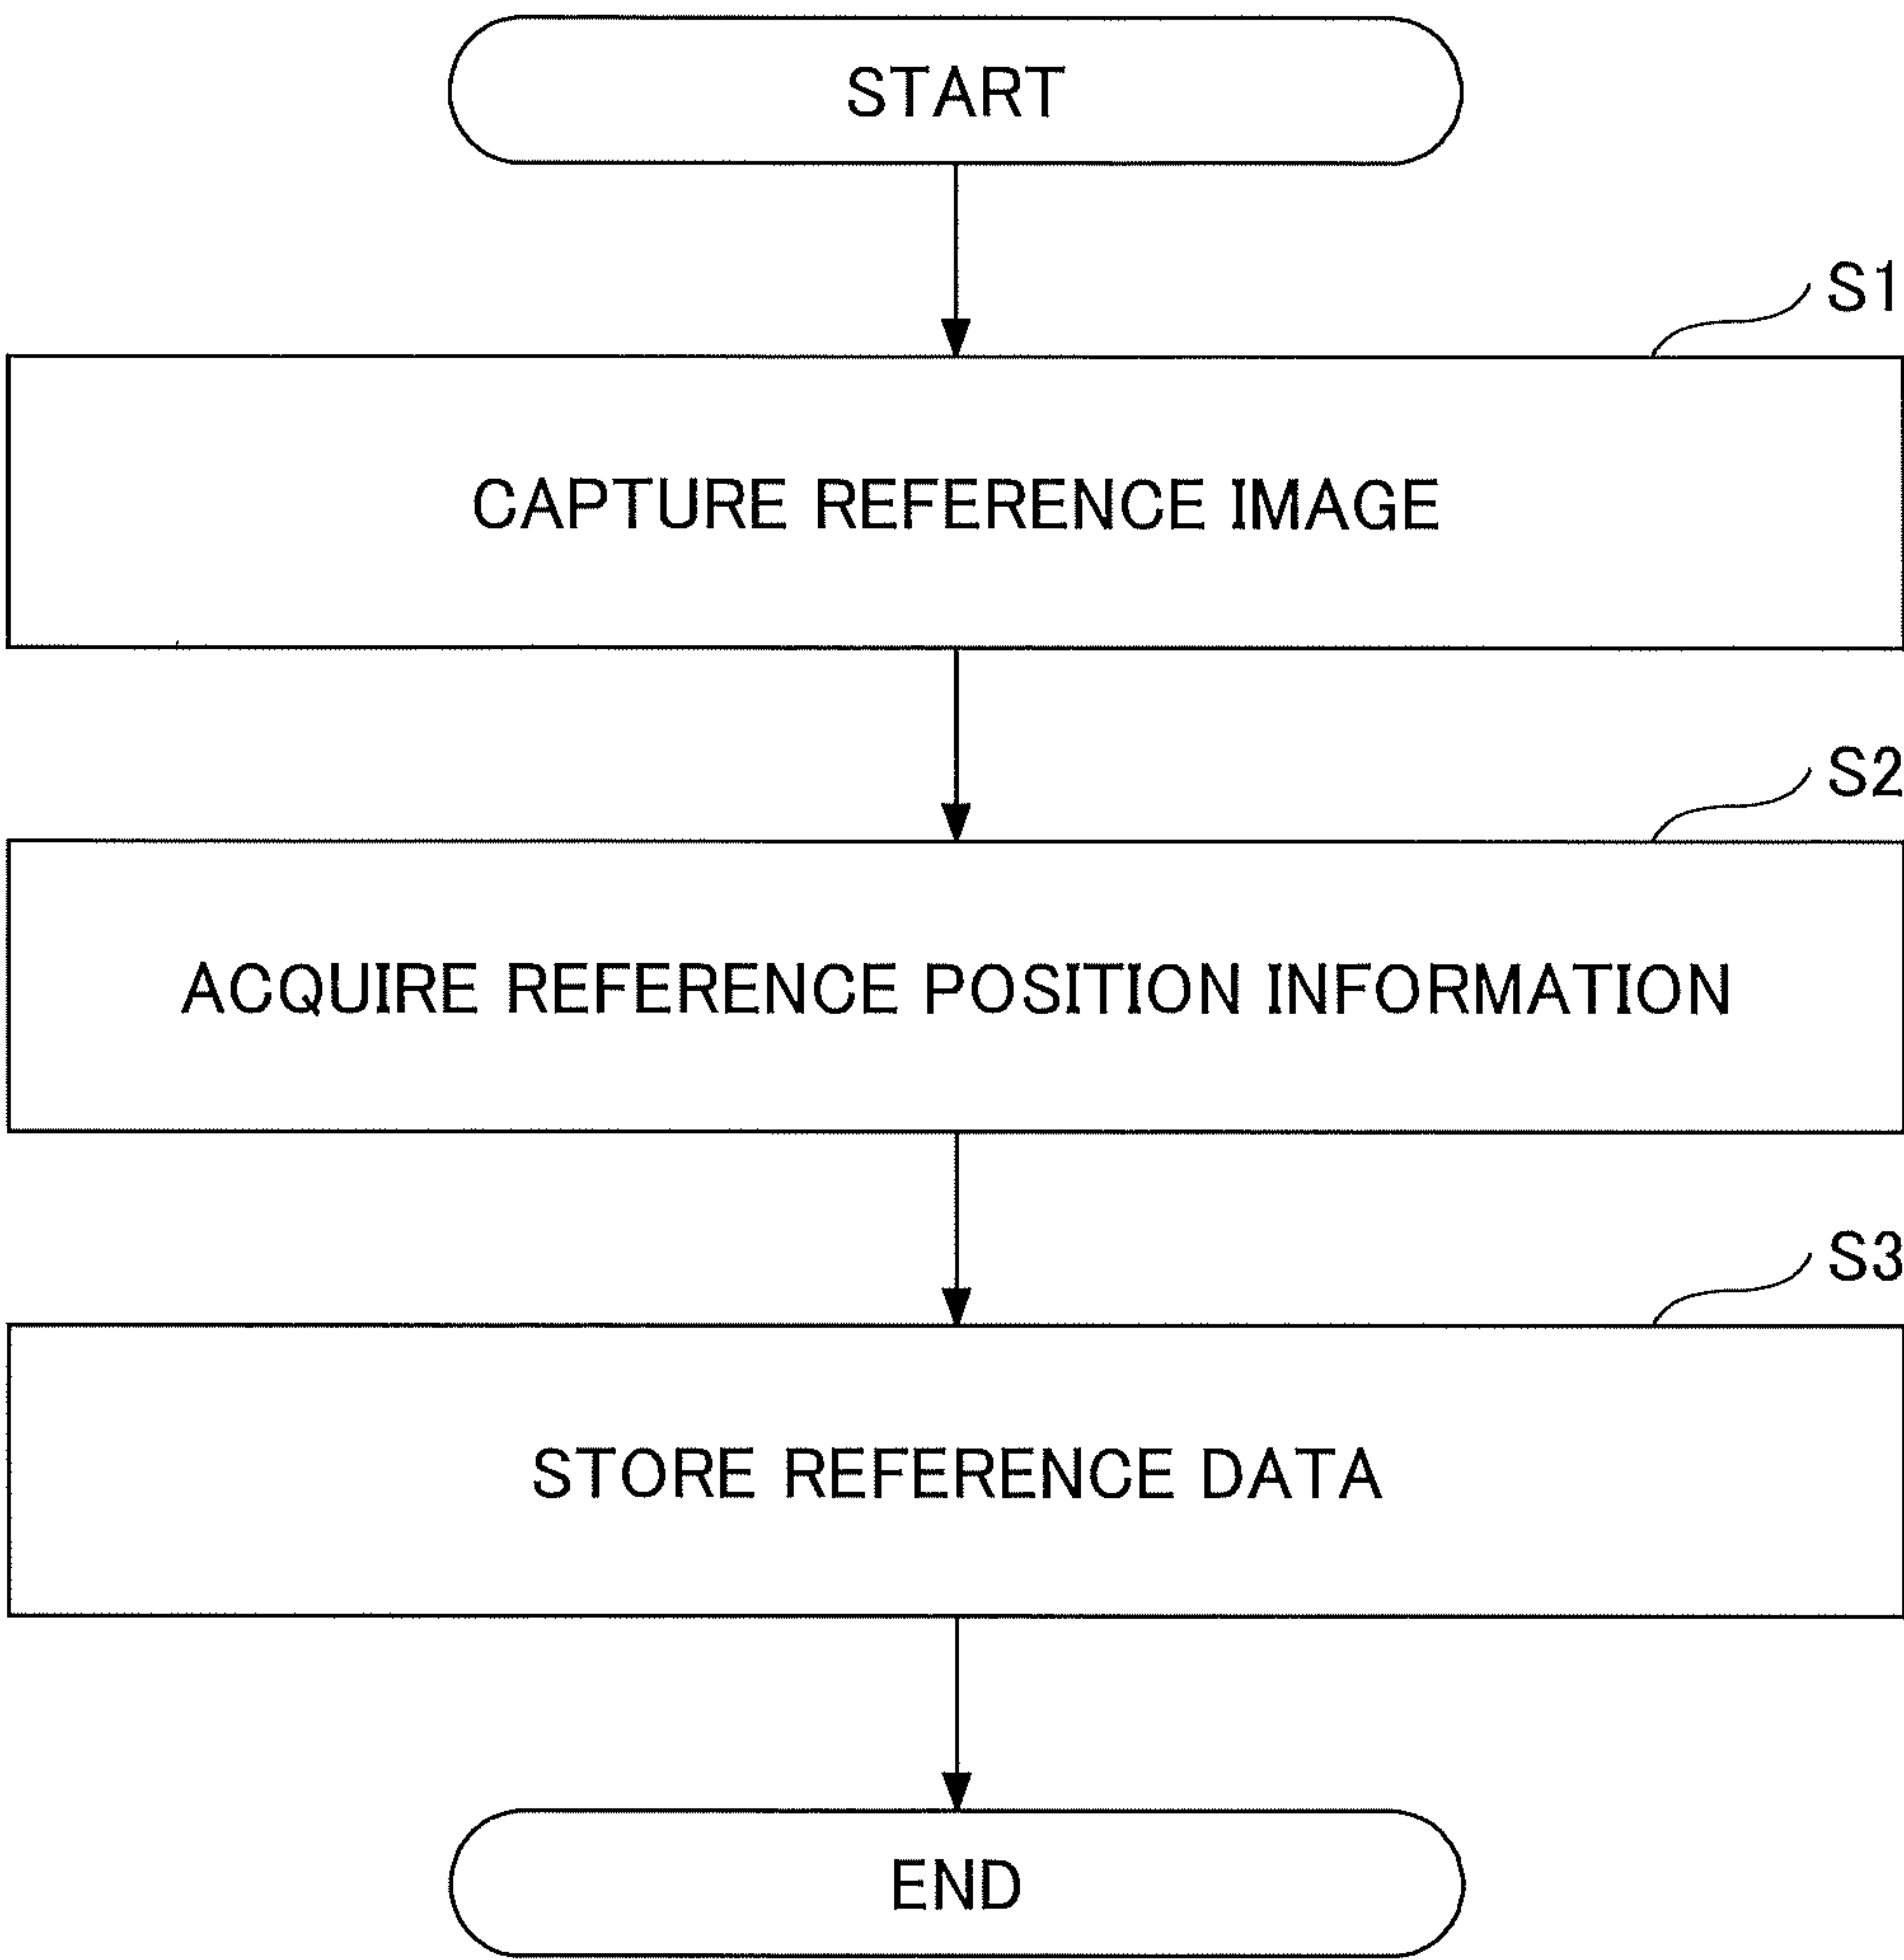 START
S1
CAPTURE REFERENCE IMAGE
S2
ACQUIRE REFERENCE POSITION INFORMATION
S3
STORE REFERENCE DATA
END